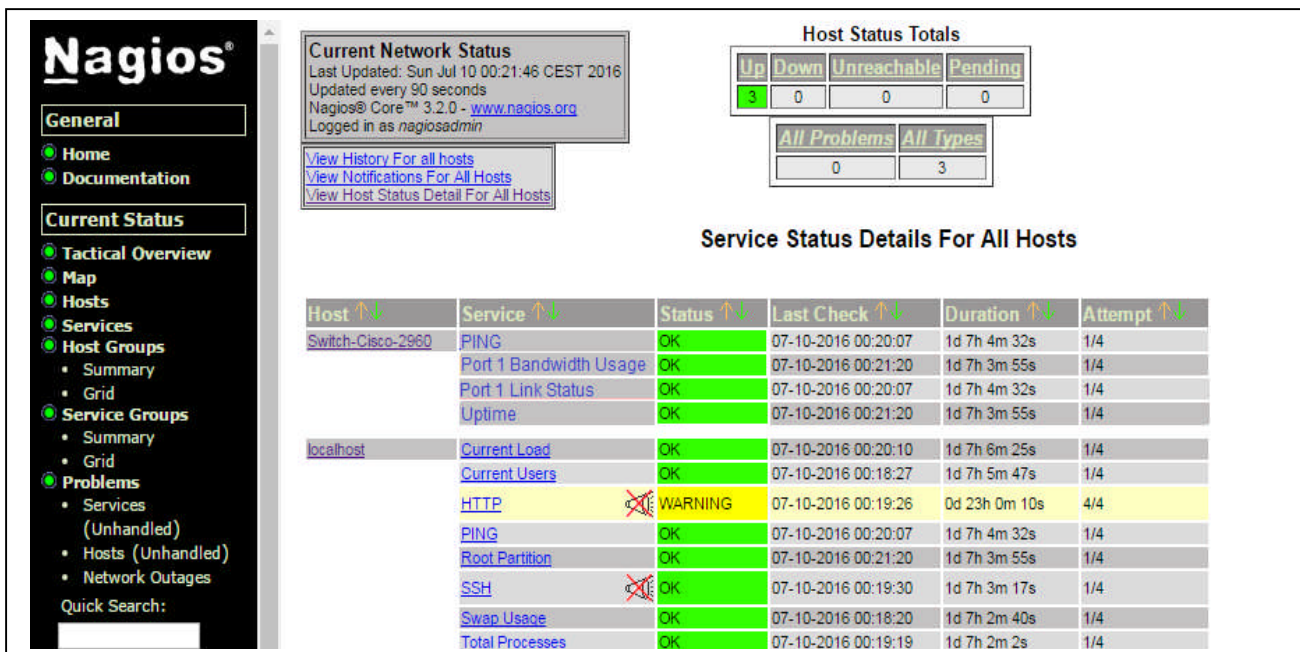 Nagios®
General
Home
Documentation
Current Status
Tactical Overview
Map
Hosts
Services
Host Groups
Summary
Grid
Service Groups
Summary
Grid
Problems
Services
(Unhandled)
Hosts (Unhandled)
Network Outages
Quick Search:
Current Network Status
Last Updated: Sun Jul 10 00:21:46 CEST 2016
Updated every 90 seconds
Nagios® Core™ 3.2.0 - www.nagios.org
Logged in as nagiosadmin
View History For all hosts
View Notifications For All Hosts
View Host Status Detail For All Hosts
Host Status Totals
Up Down Unreachable Pending
3 0 0 0
All Problems All Types
0 3
Service Status Details For All Hosts
Host Service Status Last Check Duration Attempt
Switch-Cisco-2960 PING OK 07-10-2016 00:20:07 1d 7h 4m 32s 1/4
Port 1 Bandwidth Usage OK 07-10-2016 00:21:20 1d 7h 3m 55s 1/4
Port 1 Link Status OK 07-10-2016 00:20:07 1d 7h 4m 32s 1/4
Uptime OK 07-10-2016 00:21:20 1d 7h 3m 55s 1/4
localhost Current Load OK 07-10-2016 00:20:10 1d 7h 6m 25s 1/4
Current Users OK 07-10-2016 00:18:27 1d 7h 5m 47s 1/4
HTTP WARNING 07-10-2016 00:19:26 0d 23h 0m 10s 4/4
PING OK 07-10-2016 00:20:07 1d 7h 4m 32s 1/4
Root Partition OK 07-10-2016 00:21:20 1d 7h 3m 55s 1/4
SSH OK 07-10-2016 00:19:30 1d 7h 3m 17s 1/4
Swap Usage OK 07-10-2016 00:18:20 1d 7h 2m 40s 1/4
Total Processes OK 07-10-2016 00:19:19 1d 7h 2m 2s 1/4